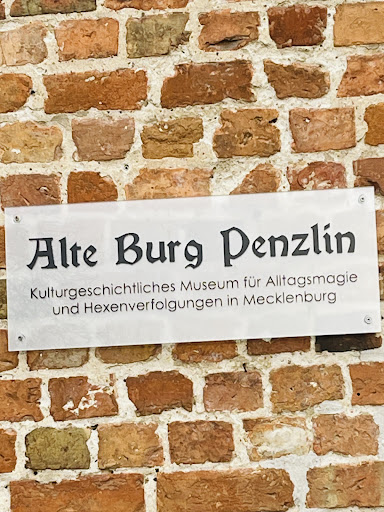 Alte Burg Penzlin
Kulturgeschichtliches Museum für Alltagsmagie
und Hexenverfolgungen in Mecklenburg